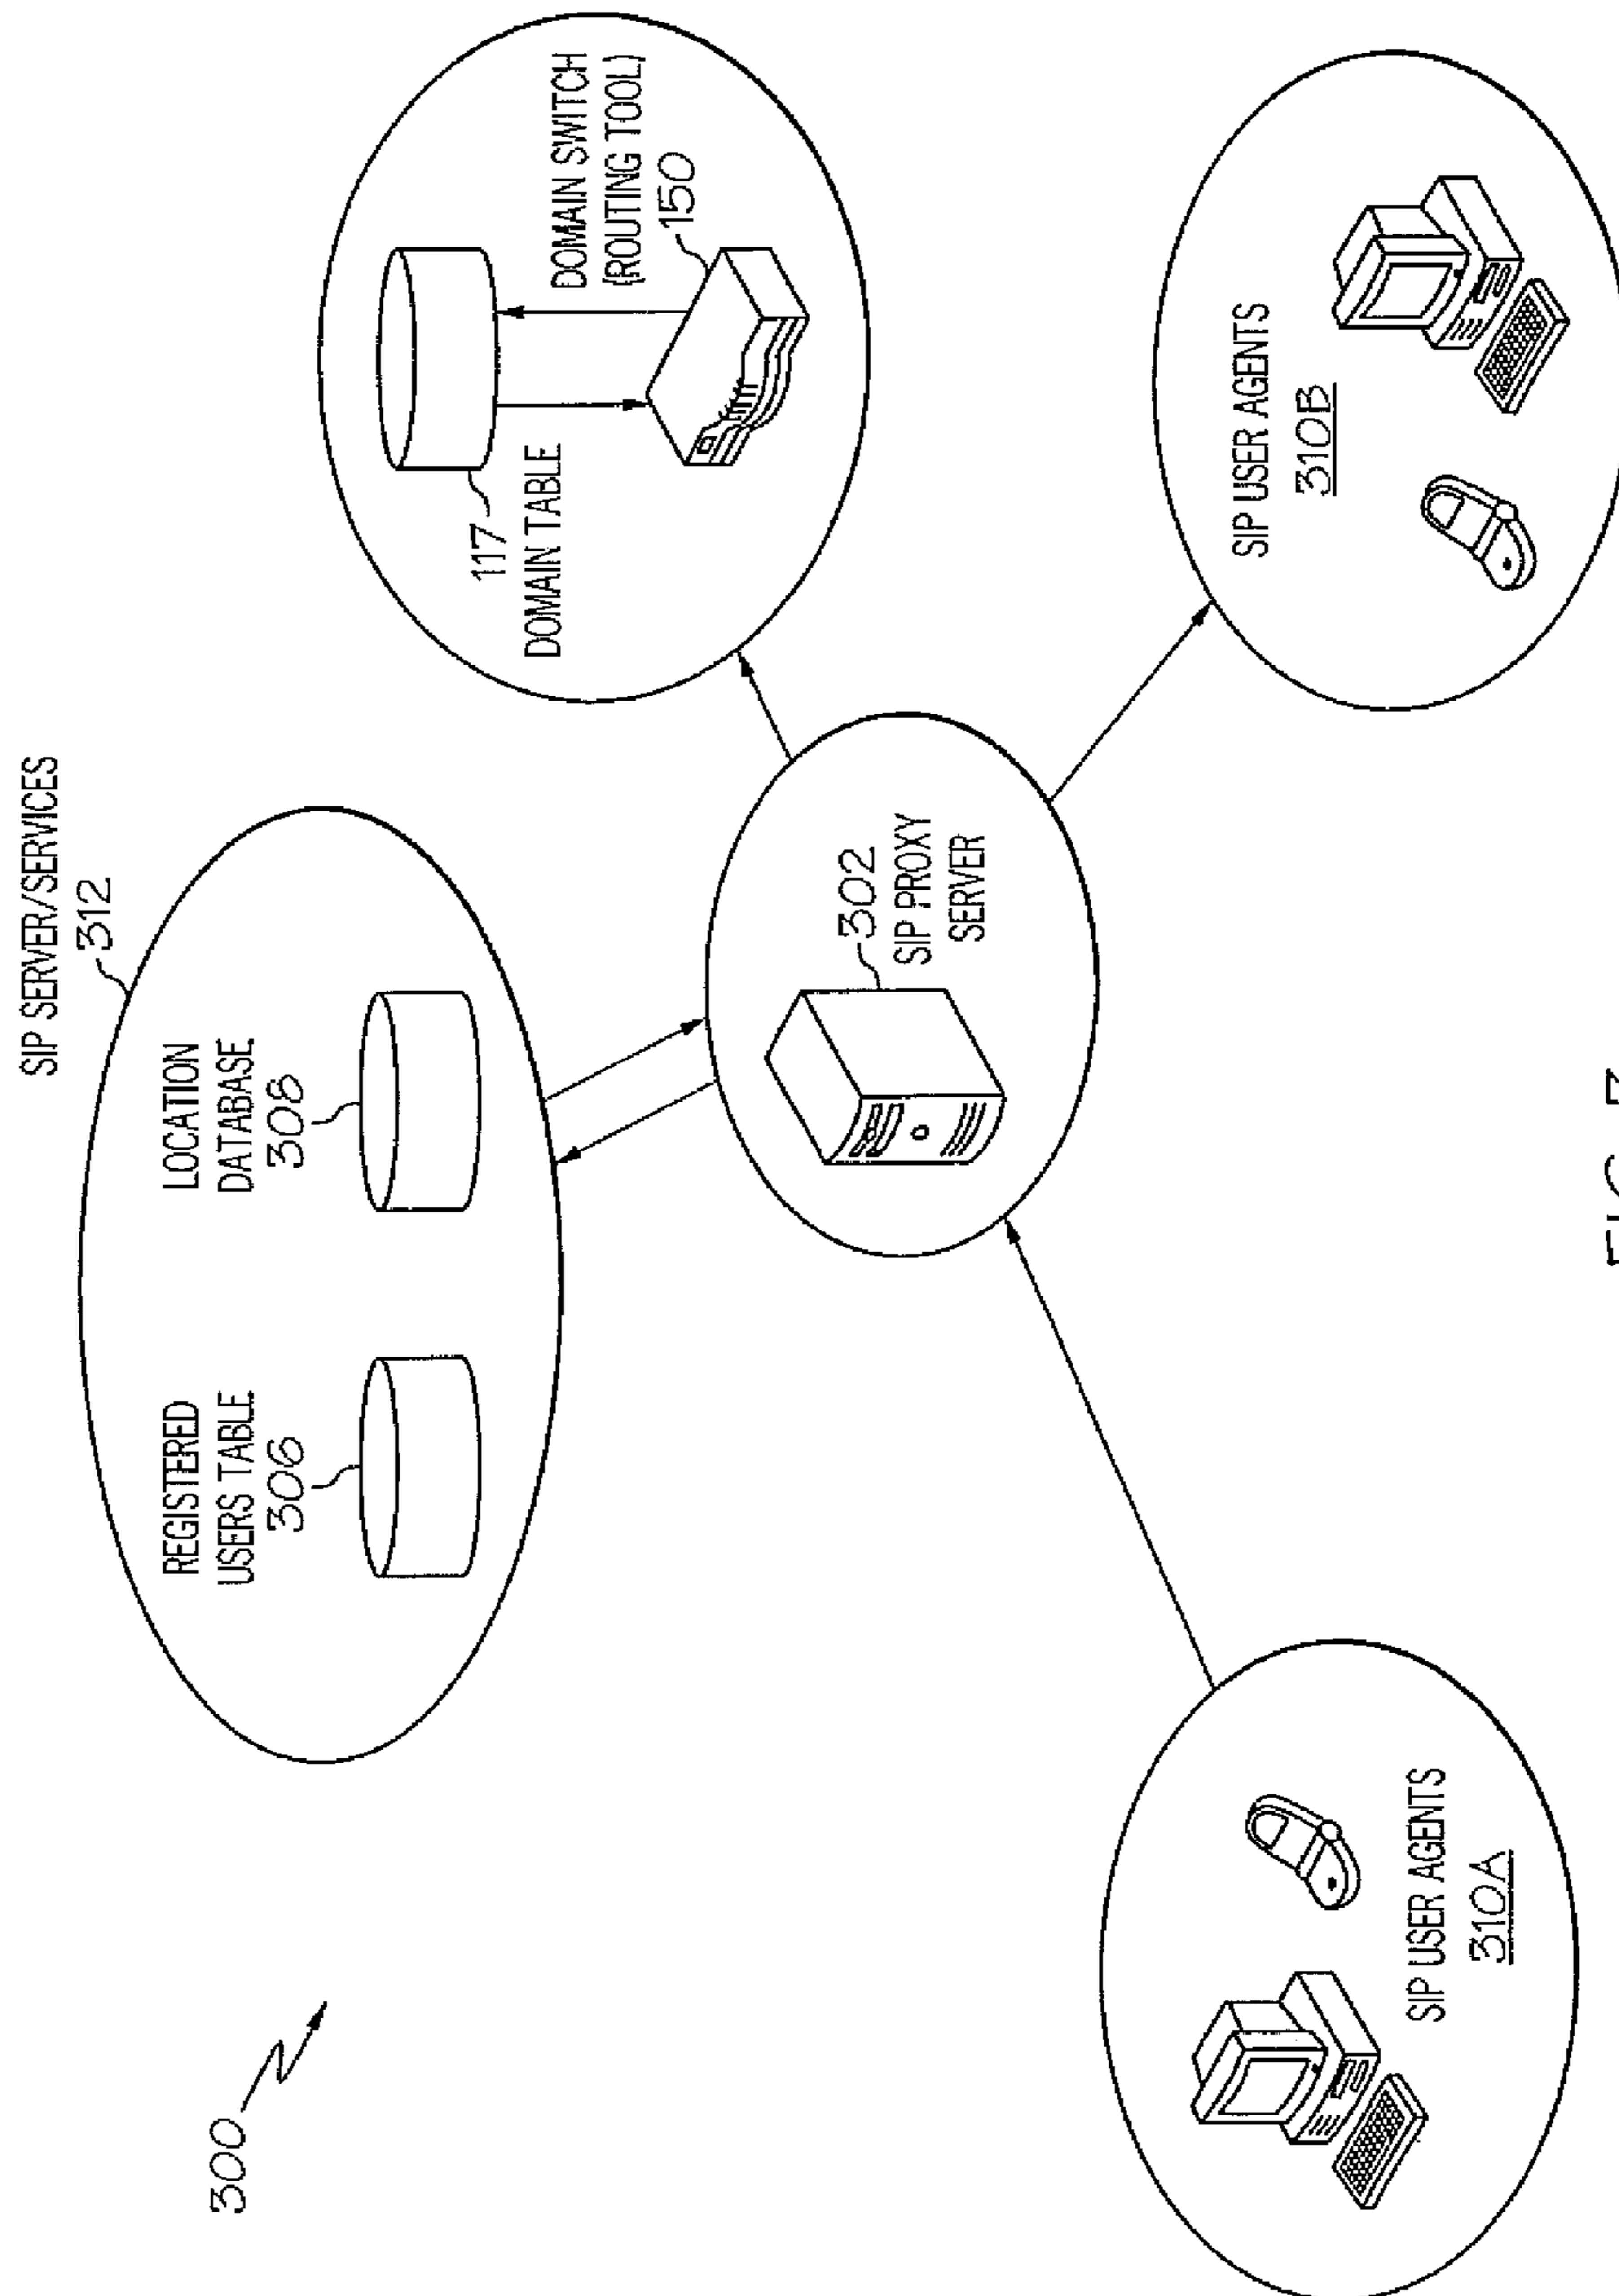 300
SIP SERVER/SERVICES
312
REGISTERED
USERS TABLE
306
LOCATION
DATABASE
308
DOMAIN SWITCH
(ROUTING TOOL)
150
117
DOMAIN TABLE
302
SIP PROXY
SERVER
SIP USER AGENTS
310A
SIP USER AGENTS
310B